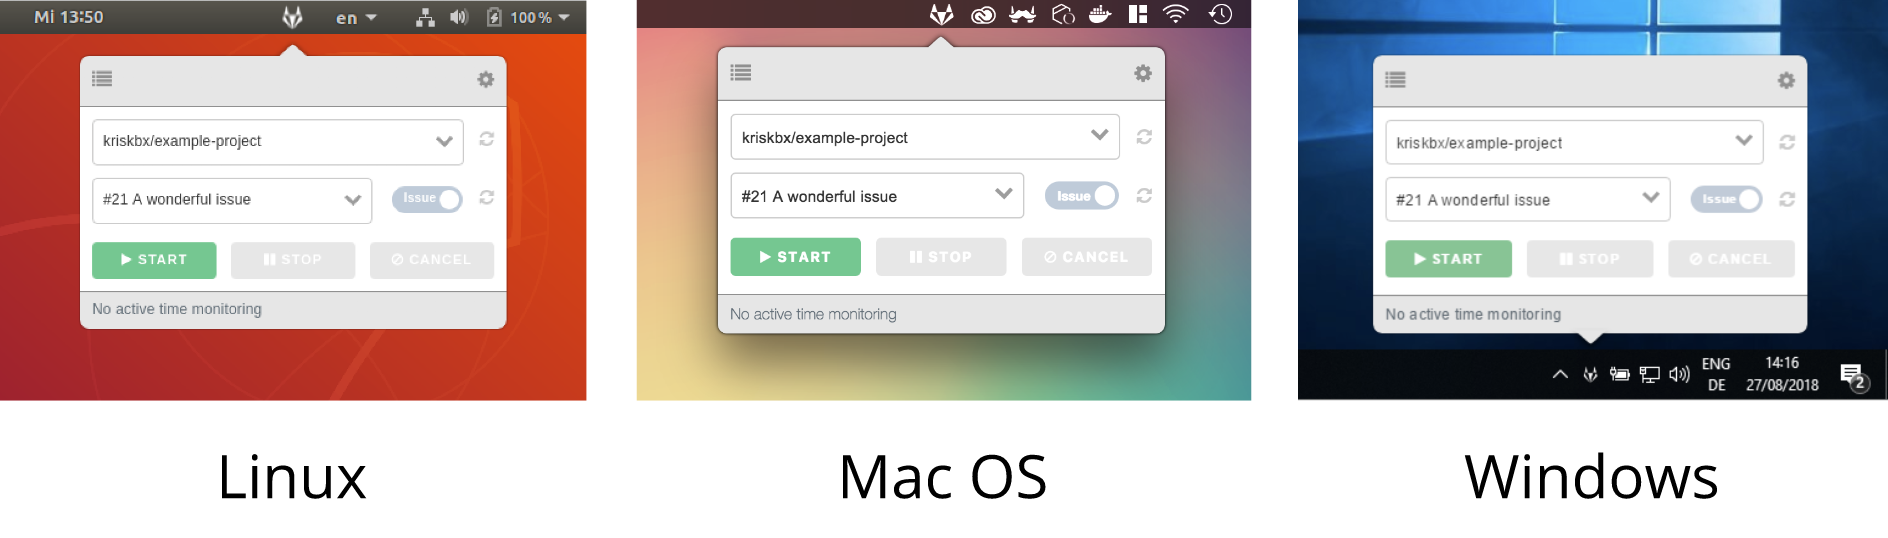 Mi 13:50
en
100 %
kriskbx/example-project
#21 A wonderful issue
Issue
START
STOP
CANCEL
No active time monitoring
Linux
kriskbx/example-project
#21 A wonderful issue
Issue
START
STOP
CANCEL
No active time monitoring
Mac OS
kriskbx/example-project
#21 A wonderful issue
Issue
START
STOP
CANCEL
No active time monitoring
ENG
DE
14:16
27/08/2018
2
Windows